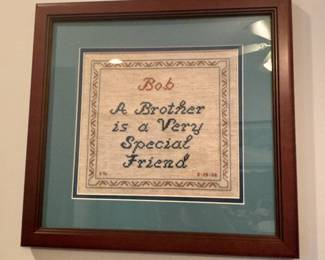 Bob
A Brother
is a Very
Special
Friend